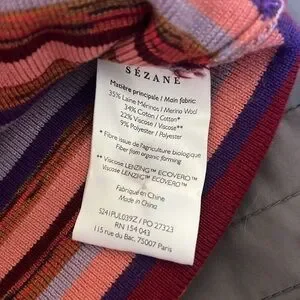 SÉZANE
Matière principale / Main fabric:
35% Laine Mérinos / Merino Wool
34% Coton / Cotton*
22% Viscose / Viscose**
9% Polyester / Polyester
* Fibre issue de l'agriculture biologique
Fiber from organic farming
** Viscose LENZING™ ECOVERO™
Viscose LENZING™ ECOVERO™
Fabriqué en Chine
Made in China
S241PUL039Z / PO 27323
RN 154 043
115 rue du Bac, 75007 Paris